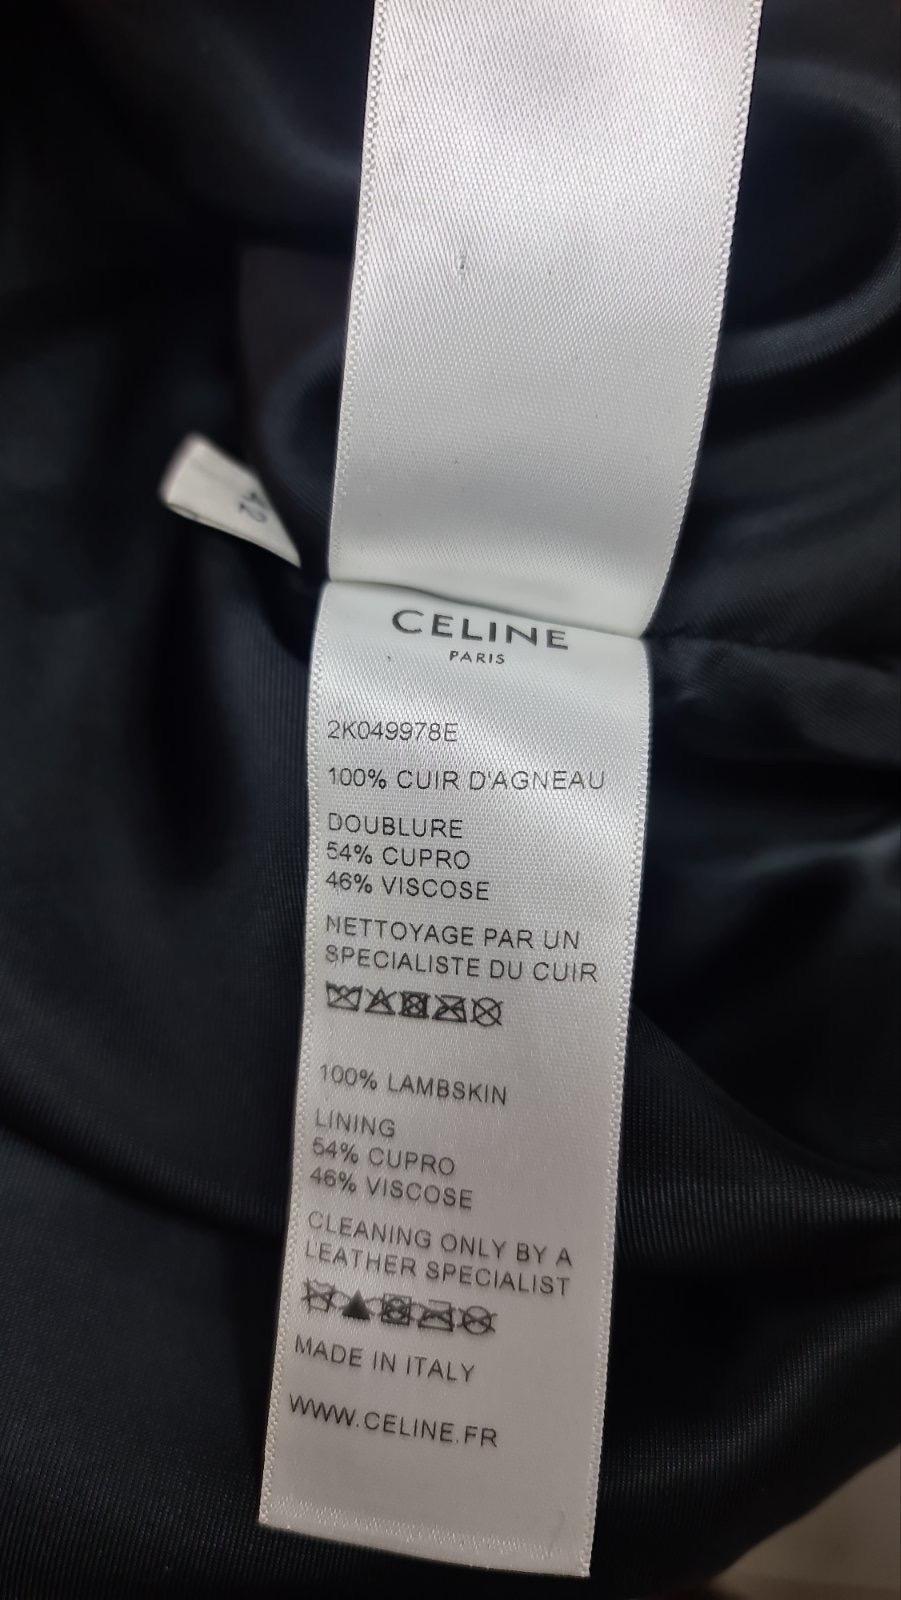 42
CELINE
PARIS
2K049978E
100% CUIR D'AGNEAU
DOUBLURE
54% CUPRO
46% VISCOSE
NETTOYAGE PAR UN
SPECIALISTE DU CUIR
100% LAMBSKIN
LINING
54% CUPRO
46% VISCOSE
CLEANING ONLY BY A
LEATHER SPECIALIST
MADE IN ITALY
WWW.CELINE.FR